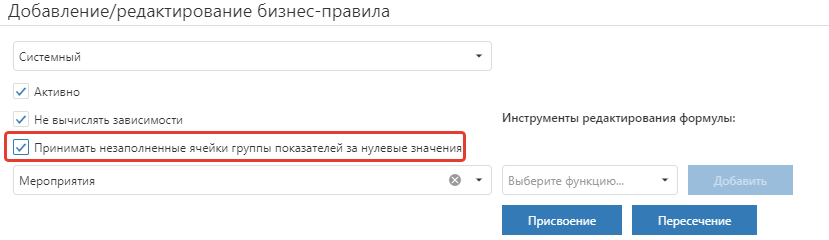 Добавление/редактирование бизнес-правила
Системный
Активно
Не вычислять зависимости
Инструменты редактирования формулы:
Принимать незаполненные ячейки группы показателей за нулевые значения
Мероприятия
Выберите функцию...
Добавить
Присвоение
Пересечение